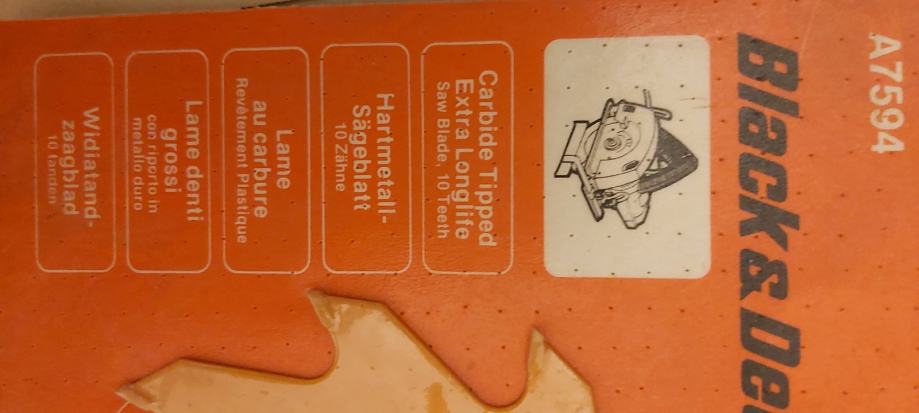 A7594
Black & De
Carbide Tipped
Extra Longlife
Saw Blade, 10 Teeth
Hartmetall-
Sägeblatt
10 Zähne
Lame
au carbure
Revêtement Plastique
Lame denti
grossi
con riporto in
metallo duro
Widiatand-
zaagblad
10 tanden